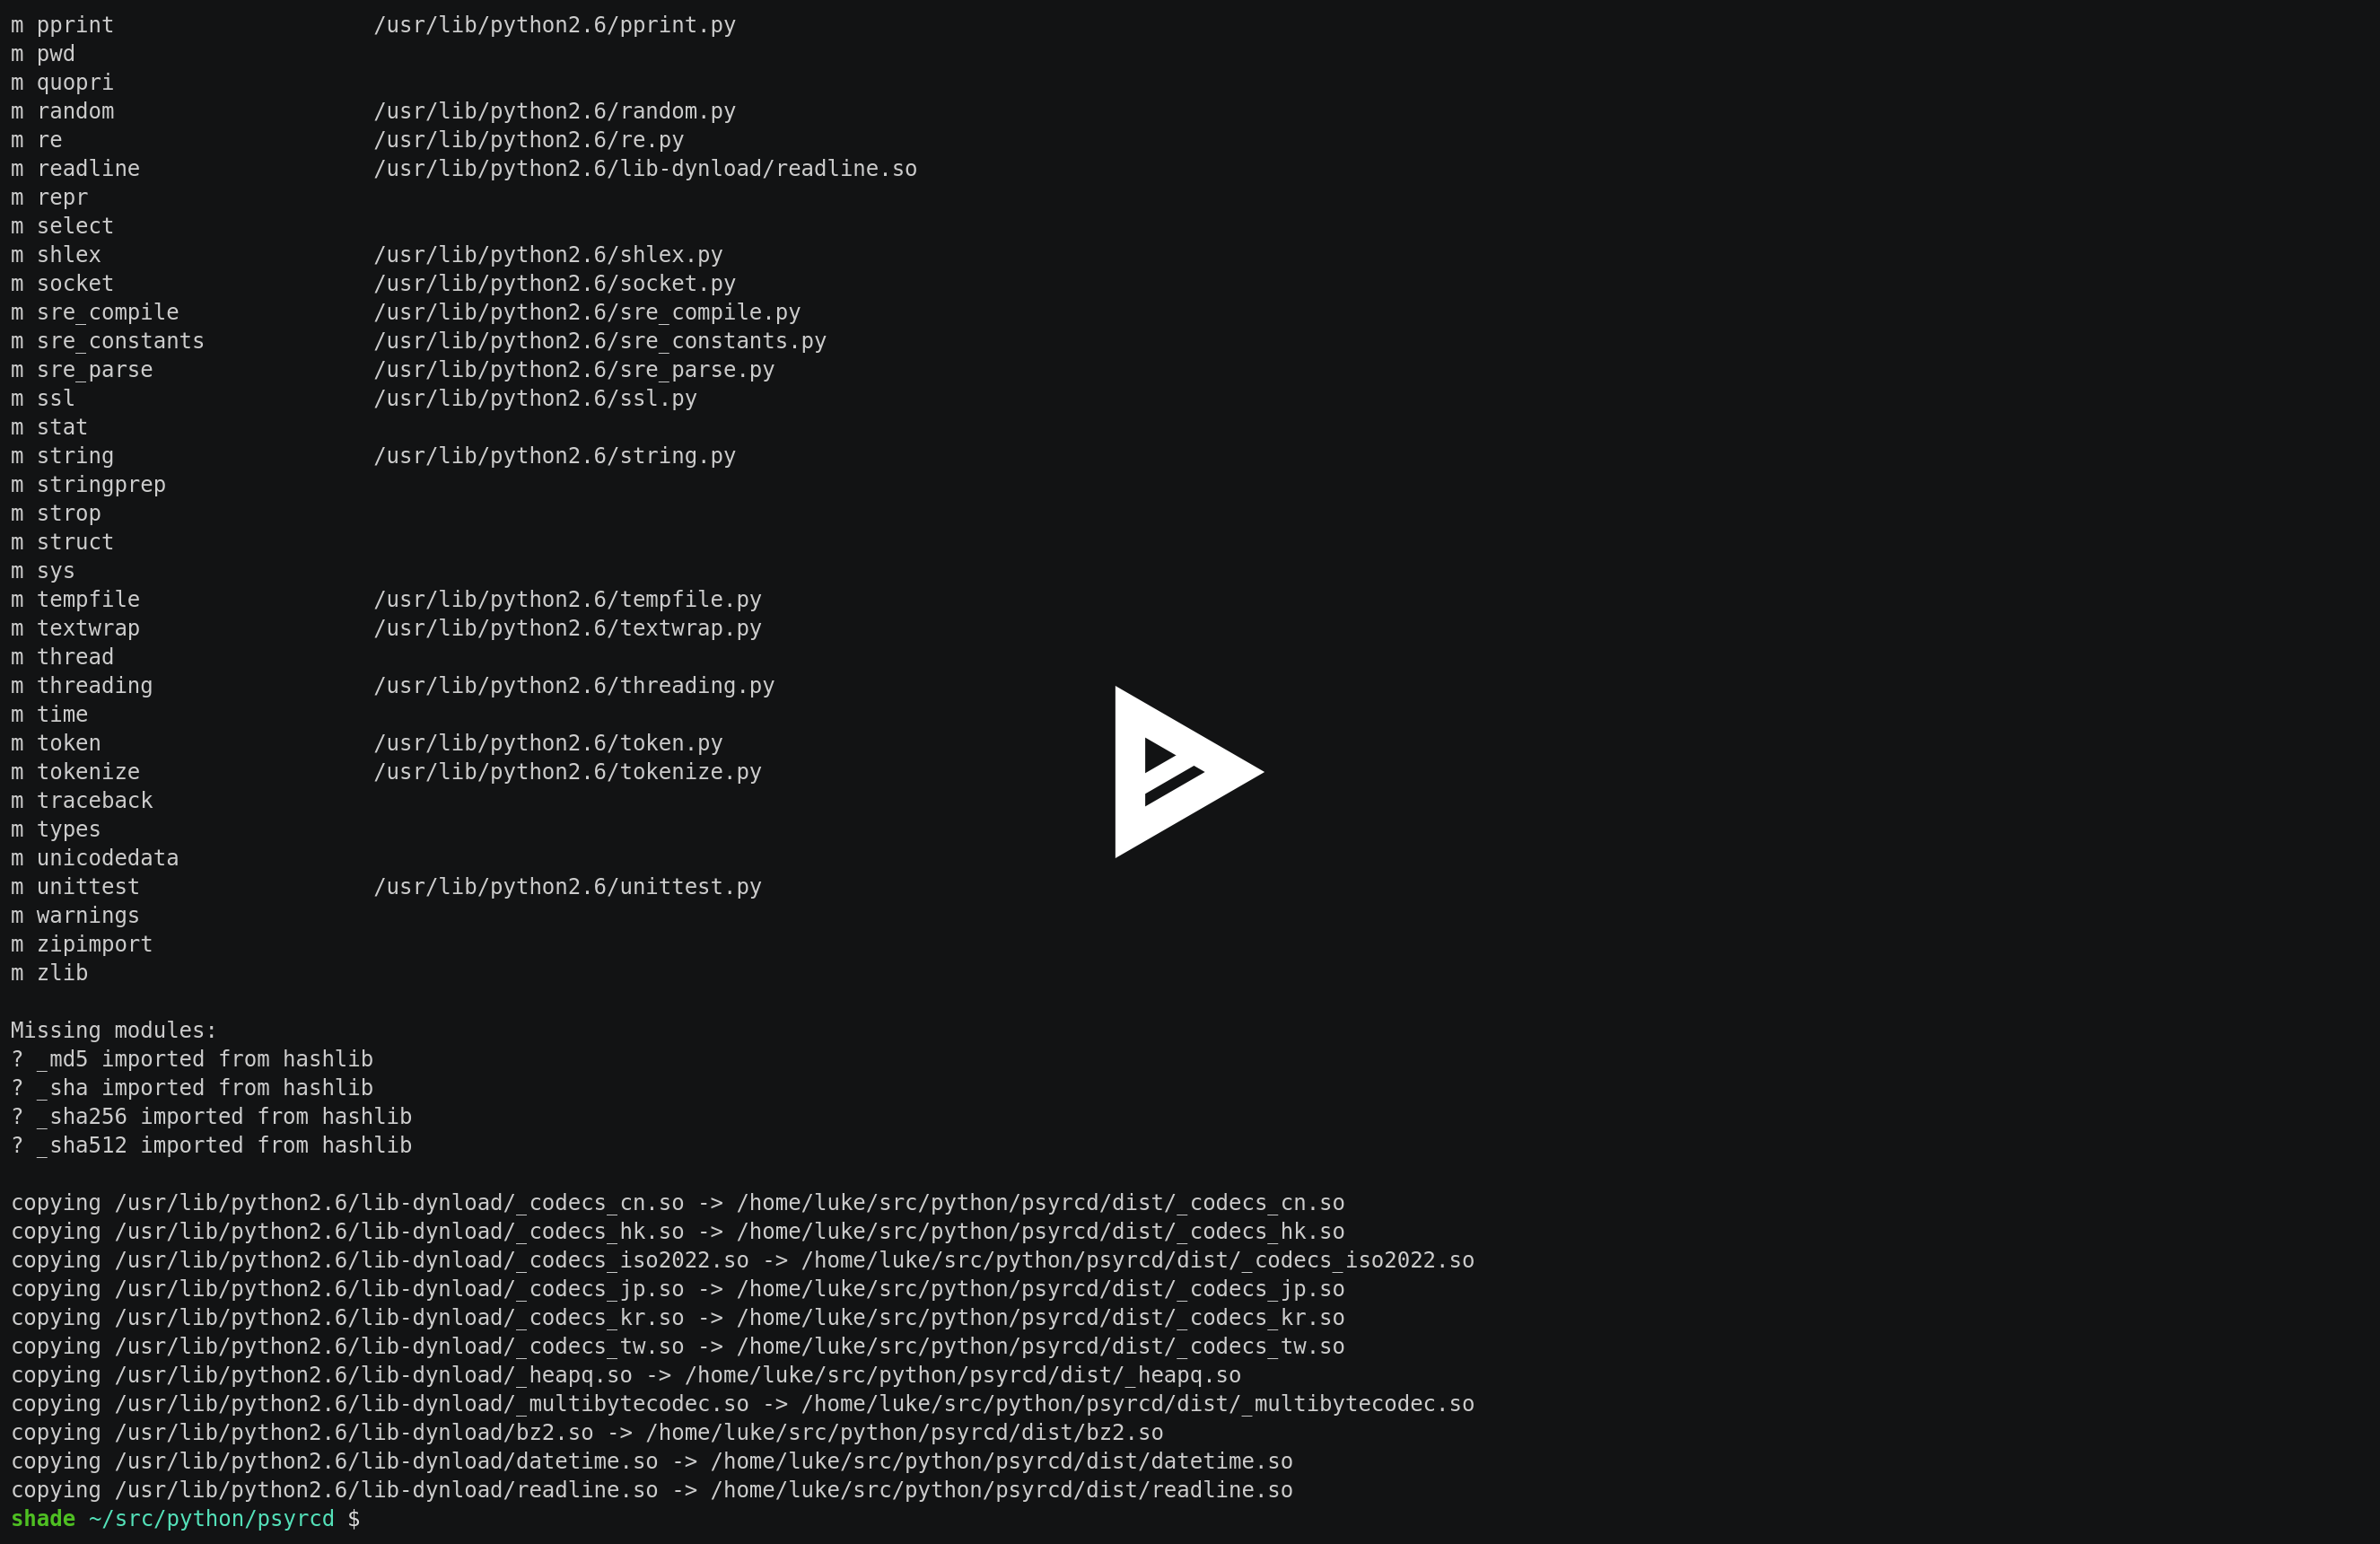 m pprint                    /usr/lib/python2.6/pprint.py
m pwd
m quopri
m random                    /usr/lib/python2.6/random.py
m re                        /usr/lib/python2.6/re.py
m readline                  /usr/lib/python2.6/lib-dynload/readline.so
m repr
m select
m shlex                     /usr/lib/python2.6/shlex.py
m socket                    /usr/lib/python2.6/socket.py
m sre_compile               /usr/lib/python2.6/sre_compile.py
m sre_constants             /usr/lib/python2.6/sre_constants.py
m sre_parse                 /usr/lib/python2.6/sre_parse.py
m ssl                       /usr/lib/python2.6/ssl.py
m stat
m string                    /usr/lib/python2.6/string.py
m stringprep
m strop
m struct
m sys
m tempfile                  /usr/lib/python2.6/tempfile.py
m textwrap                  /usr/lib/python2.6/textwrap.py
m thread
m threading                 /usr/lib/python2.6/threading.py
m time
m token                     /usr/lib/python2.6/token.py
m tokenize                  /usr/lib/python2.6/tokenize.py
m traceback
m types
m unicodedata
m unittest                  /usr/lib/python2.6/unittest.py
m warnings
m zipimport
m zlib

Missing modules:
? _md5 imported from hashlib
? _sha imported from hashlib
? _sha256 imported from hashlib
? _sha512 imported from hashlib

copying /usr/lib/python2.6/lib-dynload/_codecs_cn.so -> /home/luke/src/python/psyrcd/dist/_codecs_cn.so
copying /usr/lib/python2.6/lib-dynload/_codecs_hk.so -> /home/luke/src/python/psyrcd/dist/_codecs_hk.so
copying /usr/lib/python2.6/lib-dynload/_codecs_iso2022.so -> /home/luke/src/python/psyrcd/dist/_codecs_iso2022.so
copying /usr/lib/python2.6/lib-dynload/_codecs_jp.so -> /home/luke/src/python/psyrcd/dist/_codecs_jp.so
copying /usr/lib/python2.6/lib-dynload/_codecs_kr.so -> /home/luke/src/python/psyrcd/dist/_codecs_kr.so
copying /usr/lib/python2.6/lib-dynload/_codecs_tw.so -> /home/luke/src/python/psyrcd/dist/_codecs_tw.so
copying /usr/lib/python2.6/lib-dynload/_heapq.so -> /home/luke/src/python/psyrcd/dist/_heapq.so
copying /usr/lib/python2.6/lib-dynload/_multibytecodec.so -> /home/luke/src/python/psyrcd/dist/_multibytecodec.so
copying /usr/lib/python2.6/lib-dynload/bz2.so -> /home/luke/src/python/psyrcd/dist/bz2.so
copying /usr/lib/python2.6/lib-dynload/datetime.so -> /home/luke/src/python/psyrcd/dist/datetime.so
copying /usr/lib/python2.6/lib-dynload/readline.so -> /home/luke/src/python/psyrcd/dist/readline.so
shade ~/src/python/psyrcd $